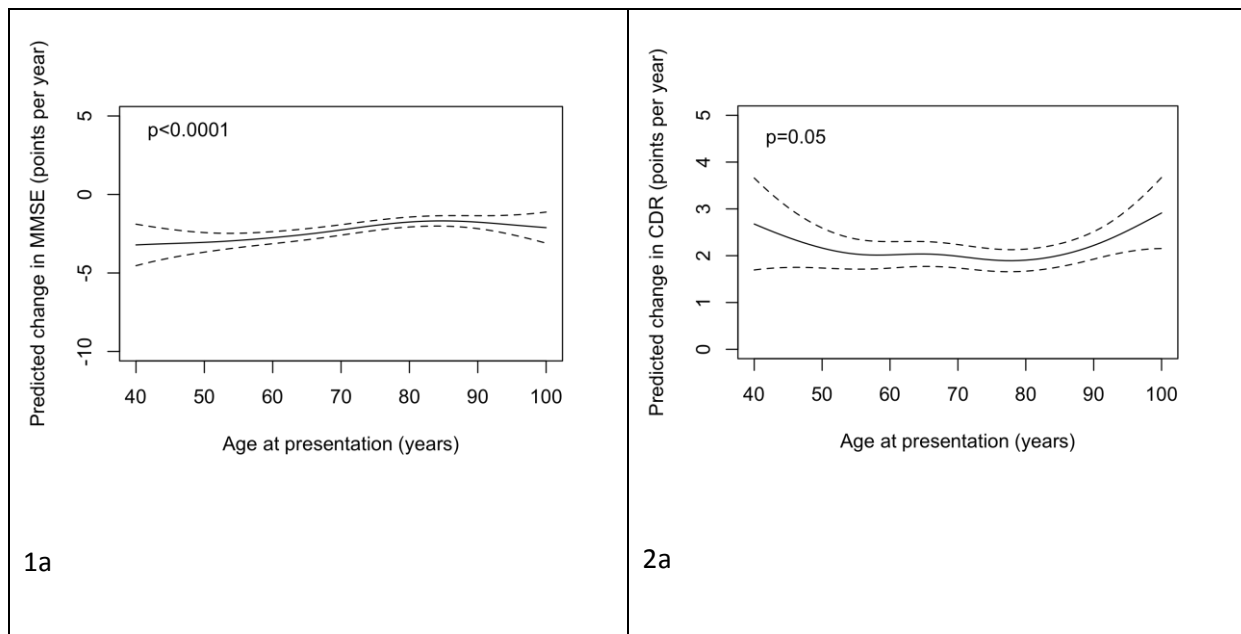 Predicted change in MMSE (points per year)
5
0
-5
-10
p<0.0001
40 50 60 70 80 90 100
Age at presentation (years)
1a
Predicted change in CDR (points per year)
5
4
3
2
1
0
p=0.05
40 50 60 70 80 90 100
Age at presentation (years)
2a